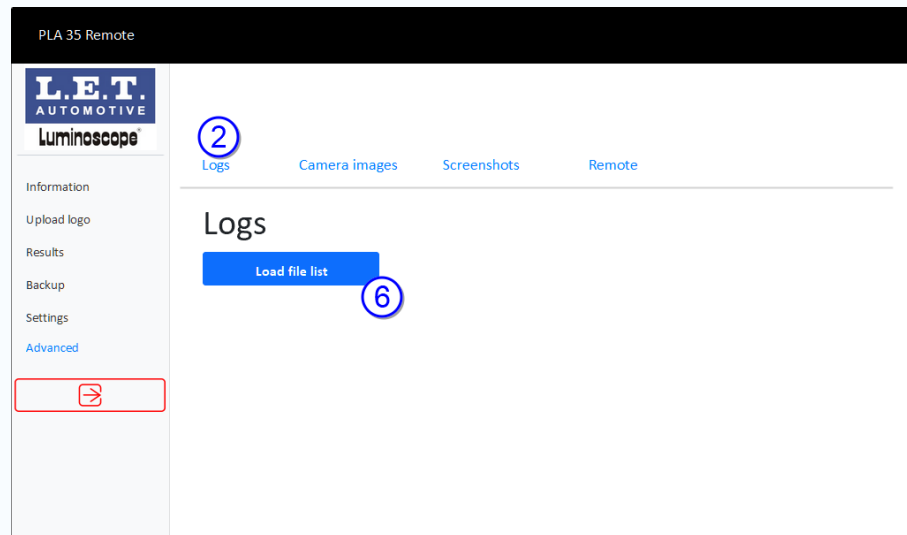 PLA 35 Remote
L.E.T.
AUTOMOTIVE
Luminoscope®
Information
Upload logo
Results
Backup
Settings
Advanced
2
Logs Camera images Screenshots Remote
Logs
Load file list
6